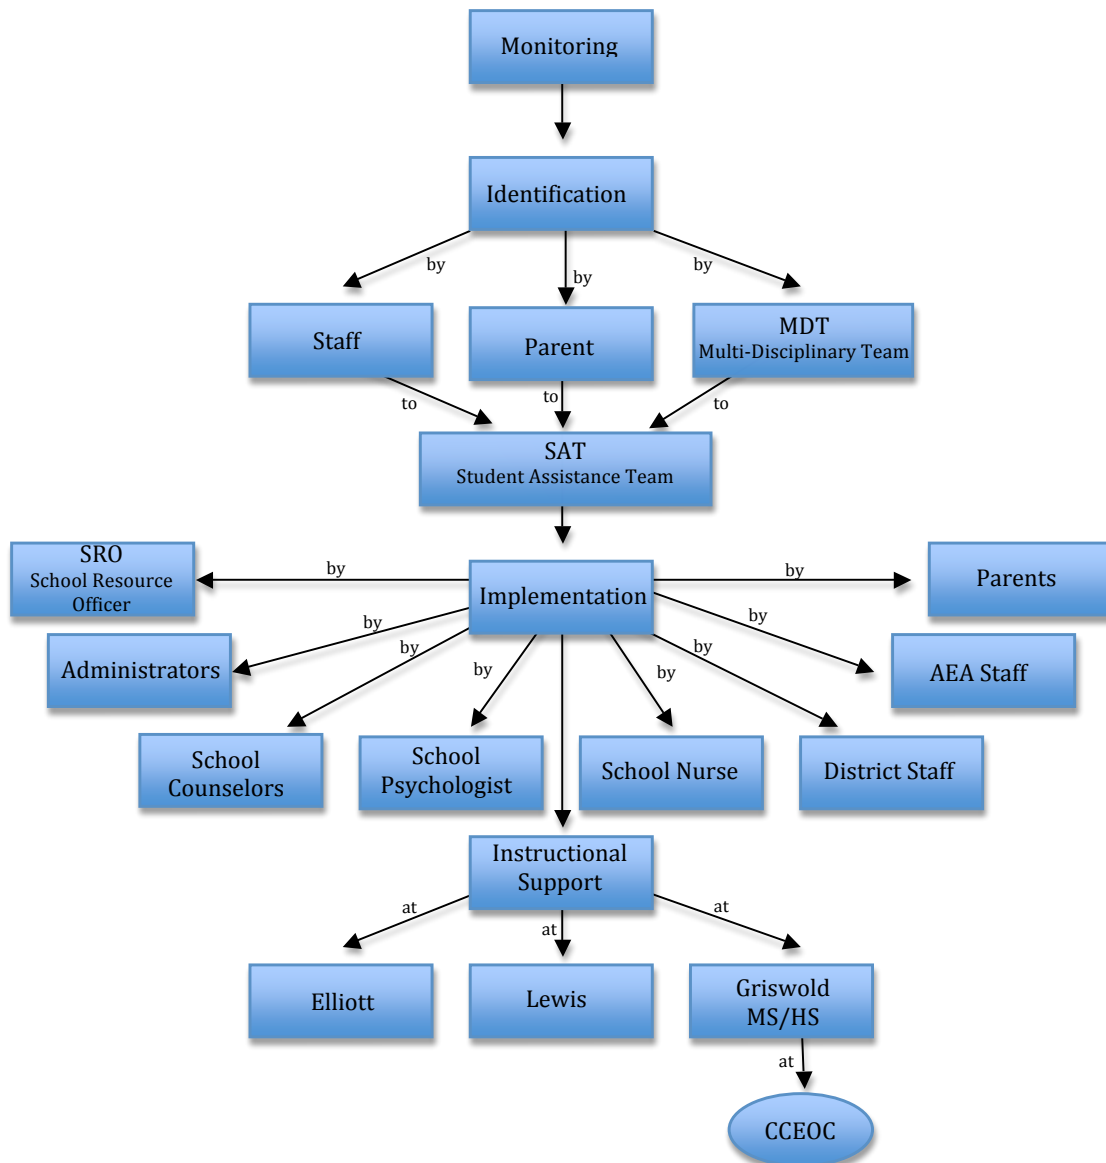 Monitoring
Identification
by
by
by
Staff
Parent
MDT
Multi-Disciplinary Team
to
to
to
SAT
Student Assistance Team
SRO
School Resource
Officer
by
Implementation
by
Parents
Administrators
by
by
by
by
by
by
AEA Staff
School
Counselors
School
Psychologist
School Nurse
District Staff
Instructional
Support
at
at
at
Elliott
Lewis
Griswold
MS/HS
at
CCEOC